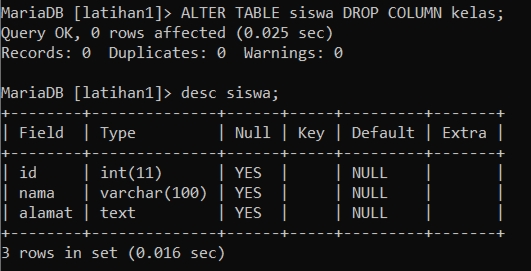 MariaDB [latihan1]> ALTER TABLE siswa DROP COLUMN kelas;
Query OK, 0 rows affected (0.025 sec)
Records: 0  Duplicates: 0  Warnings: 0

MariaDB [latihan1]> desc siswa;
+--------+--------------+------+-----+---------+-------+
| Field  | Type         | Null | Key | Default | Extra |
+--------+--------------+------+-----+---------+-------+
| id     | int(11)      | YES  |     | NULL    |       |
| nama   | varchar(100) | YES  |     | NULL    |       |
| alamat | text         | YES  |     | NULL    |       |
+--------+--------------+------+-----+---------+-------+
3 rows in set (0.016 sec)